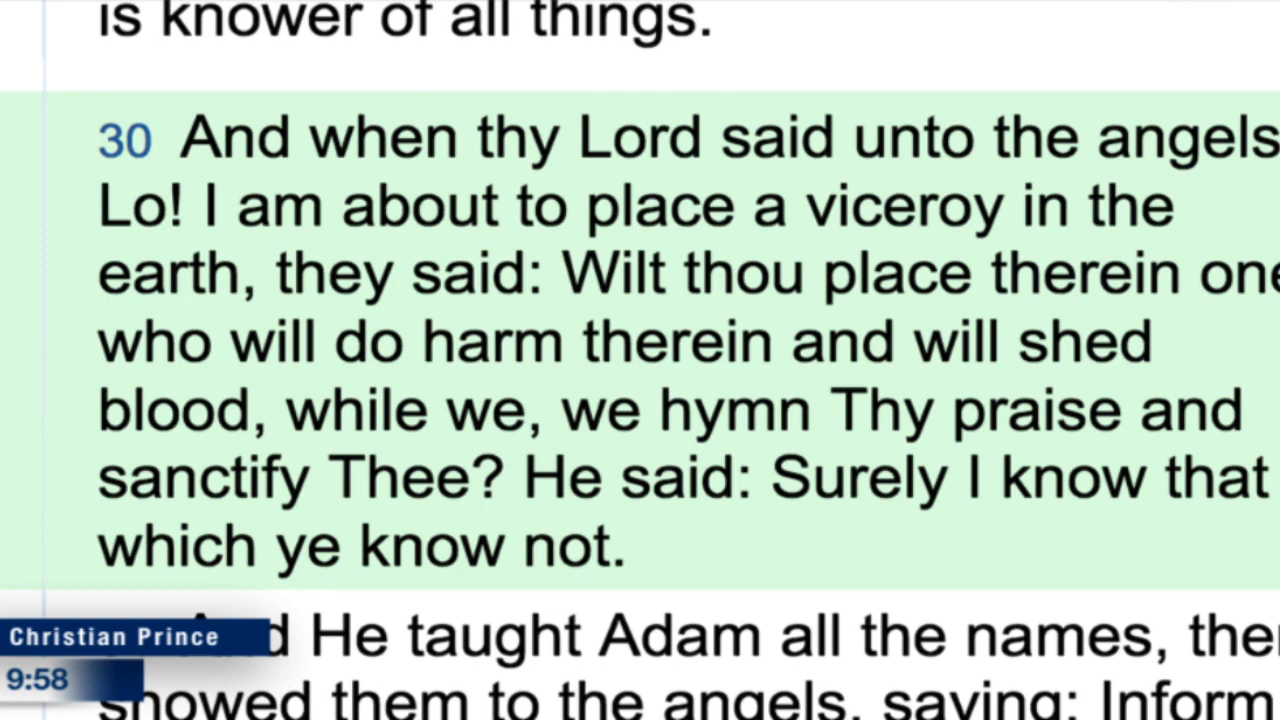 is knower of all things.
30 And when thy Lord said unto the angels
Lo! I am about to place a viceroy in the
earth, they said: Wilt thou place therein one
who will do harm therein and will shed
blood, while we, we hymn Thy praise and
sanctify Thee? He said: Surely I know that
which ye know not.
He taught Adam all the names,
showed them to the angels, saying: Inform
Christian Prince
9:58